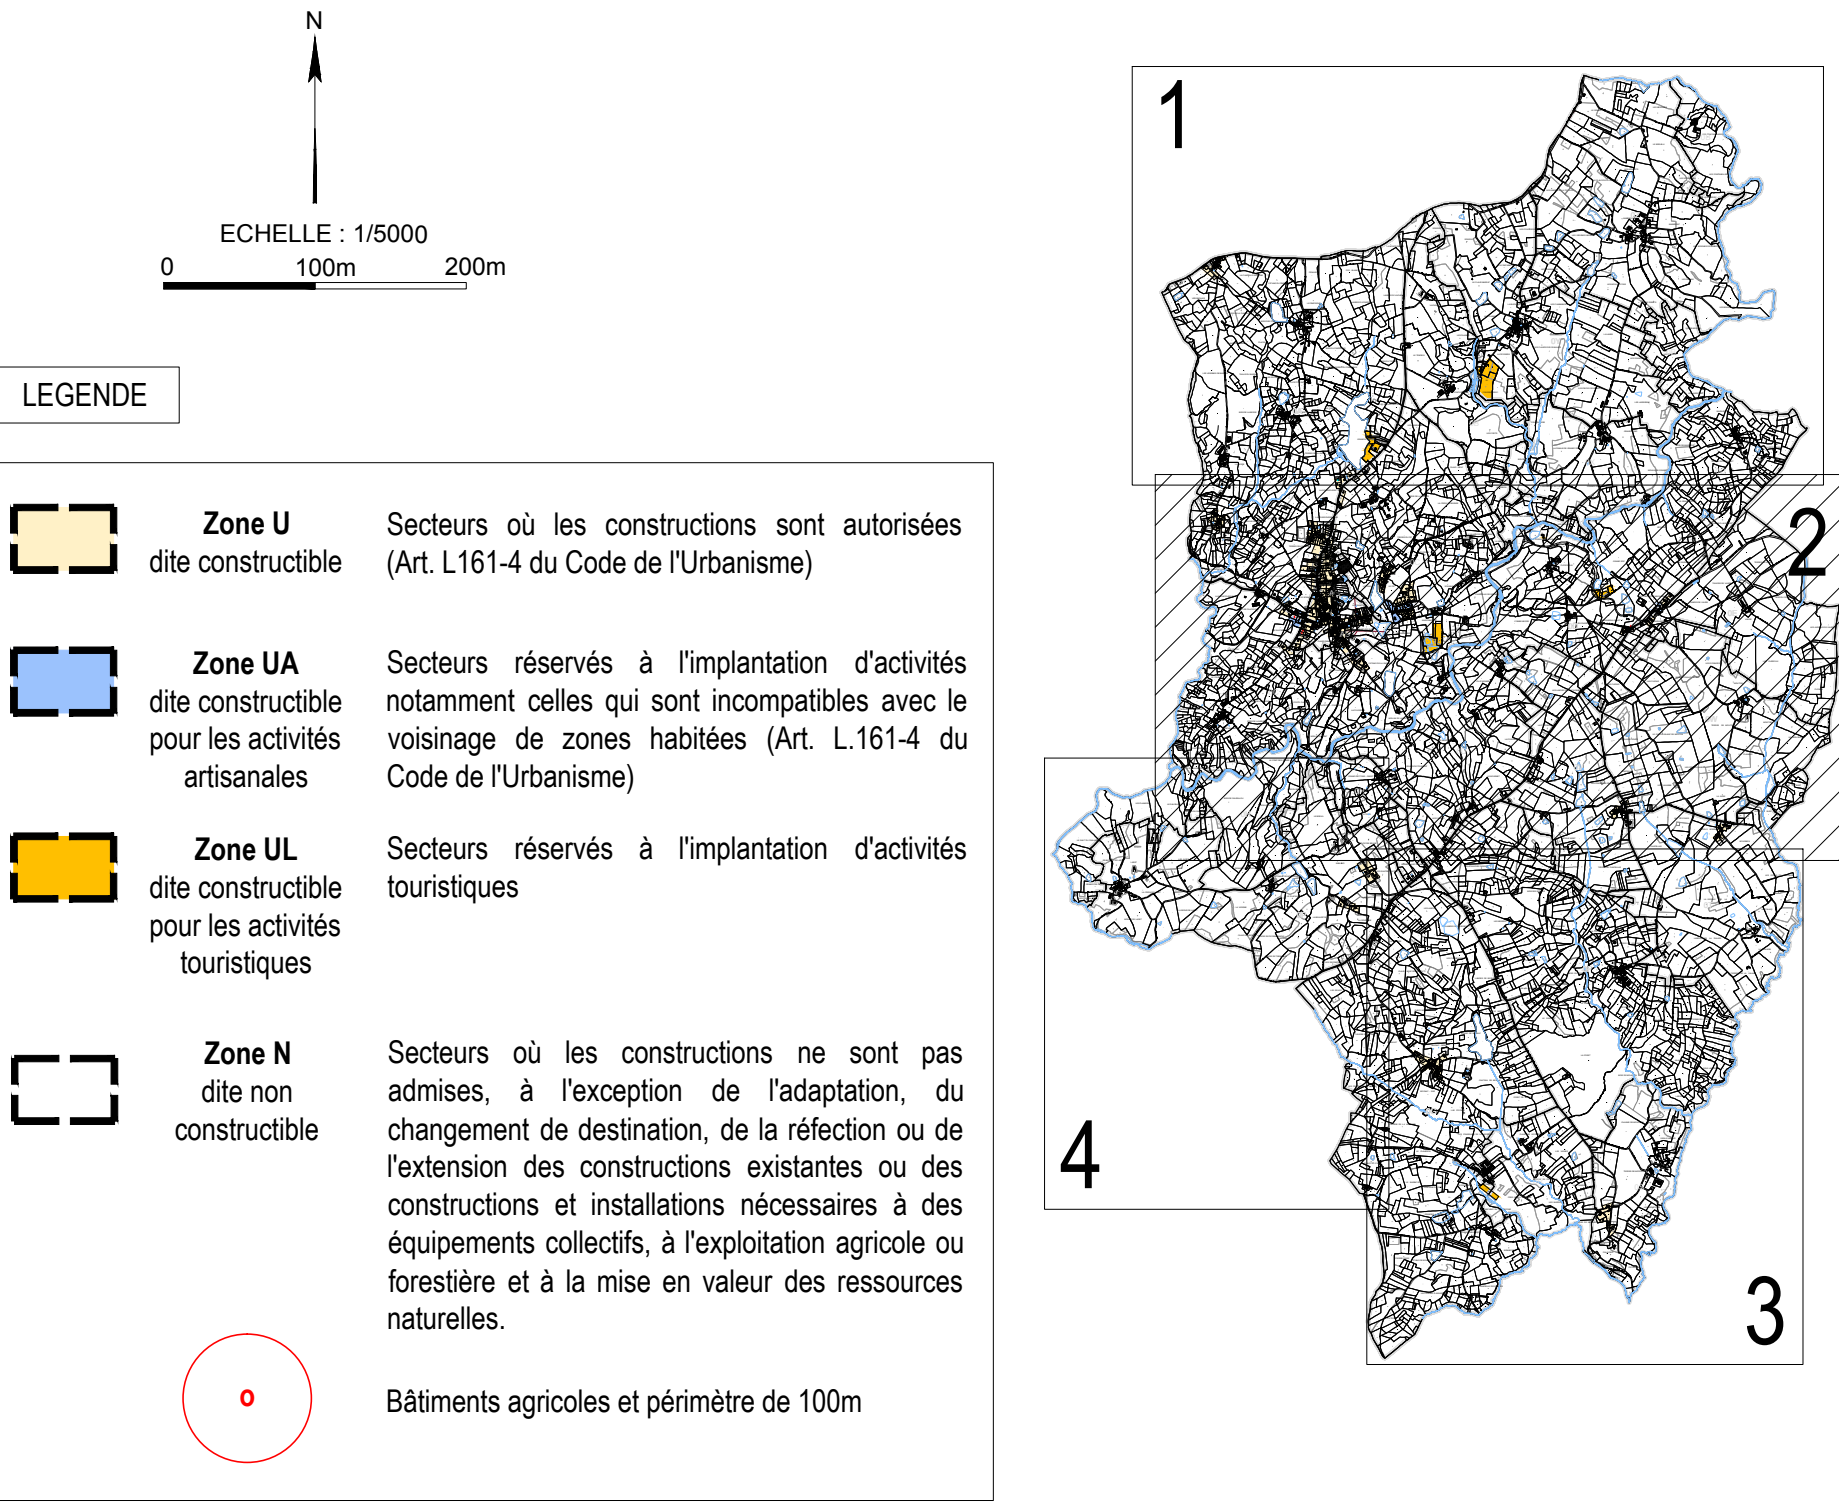 N
ECHELLE : 1/5000
0 100m 200m
LEGENDE
Zone U
dite constructible
Secteurs où les constructions sont autorisées
(Art. L161-4 du Code de l'Urbanisme)
Zone UA
dite constructible
pour les activités
artisanales
Secteurs réservés à l'implantation d'activités
notamment celles qui sont incompatibles avec le
voisinage de zones habitées (Art. L.161-4 du
Code de l'Urbanisme)
Zone UL
dite constructible
pour les activités
touristiques
Secteurs réservés à l'implantation d'activités
touristiques
Zone N
dite non
constructible
Secteurs où les constructions ne sont pas
admises, à l'exception de l'adaptation, du
changement de destination, de la réfection ou de
l'extension des constructions existantes ou des
constructions et installations nécessaires à des
équipements collectifs, à l'exploitation agricole ou
forestière et à la mise en valeur des ressources
naturelles.
Bâtiments agricoles et périmètre de 100m
1
2
4
3